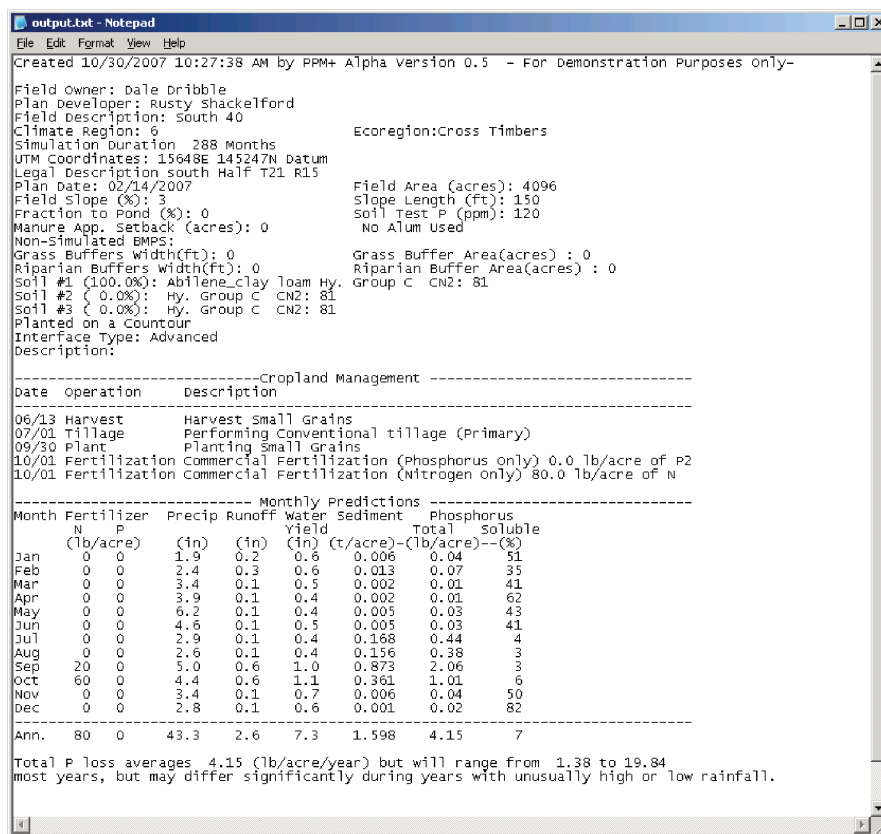 output.txt - Notepad
File Edit Format View Help
Created 10/30/2007 10:27:38 AM by PPM+ Alpha Version 0.5 - For Demonstration Purposes Only-
Field Owner: Dale Dribble
Plan Developer: Rusty Shackelford
Field Description: South 40
Climate Region: 6 Ecoregion:Cross Timbers
Simulation Duration 288 Months
UTM Coordinates: 15648E 145247N Datum
Legal Description south Half T21 R15
Plan Date: 02/14/2007 Field Area (acres): 4096
Field Slope (%): 3 Slope Length (ft): 150
Fraction to Pond (%): 0 Soil Test P (ppm): 120
Manure App. Setback (acres): 0 No Alum Used
Non-Simulated BMPS:
Grass Buffers Width(ft): 0 Grass Buffer Area(acres) : 0
Riparian Buffers Width(ft): 0 Riparian Buffer Area(acres) : 0
Soil #1 (100.0%): Abilene_clay loam Hy. Group C CN2: 81
Soil #2 ( 0.0%): Hy. Group C CN2: 81
Soil #3 ( 0.0%): Hy. Group C CN2: 81
Planted on a Countour
Interface Type: Advanced
Description:
-----------------------------Cropland Management -------------------------------
Date Operation Description
06/13 Harvest Harvest Small Grains
07/01 Tillage Performing Conventional tillage (Primary)
09/30 Plant Planting Small Grains
10/01 Fertilization Commercial Fertilization (Phosphorus Only) 0.0 lb/acre of P2
10/01 Fertilization Commercial Fertilization (Nitrogen Only) 80.0 lb/acre of N
---------------------------- Monthly Predictions -------------------------------
Month Fertilizer Precip Runoff Water Sediment Phosphorus
N P Yield Total Soluble
(lb/acre) (in) (in) (in) (t/acre)-(lb/acre)--(%)
Jan 0 0 1.9 0.2 0.6 0.006 0.04 51
Feb 0 0 2.4 0.3 0.6 0.013 0.07 35
Mar 0 0 3.4 0.1 0.5 0.002 0.01 41
Apr 0 0 3.9 0.1 0.4 0.002 0.01 62
May 0 0 6.2 0.1 0.4 0.005 0.03 43
Jun 0 0 4.6 0.1 0.5 0.005 0.03 41
Jul 0 0 2.9 0.1 0.4 0.168 0.44 4
Aug 0 0 2.6 0.1 0.4 0.156 0.38 3
Sep 20 0 5.0 0.6 1.0 0.873 2.06 3
Oct 60 0 4.4 0.6 1.1 0.361 1.01 6
Nov 0 0 3.4 0.1 0.7 0.006 0.04 50
Dec 0 0 2.8 0.1 0.6 0.001 0.02 82
Ann. 80 0 43.3 2.6 7.3 1.598 4.15 7
Total P loss averages 4.15 (lb/acre/year) but will range from 1.38 to 19.84
most years, but may differ significantly during years with unusually high or low rainfall.